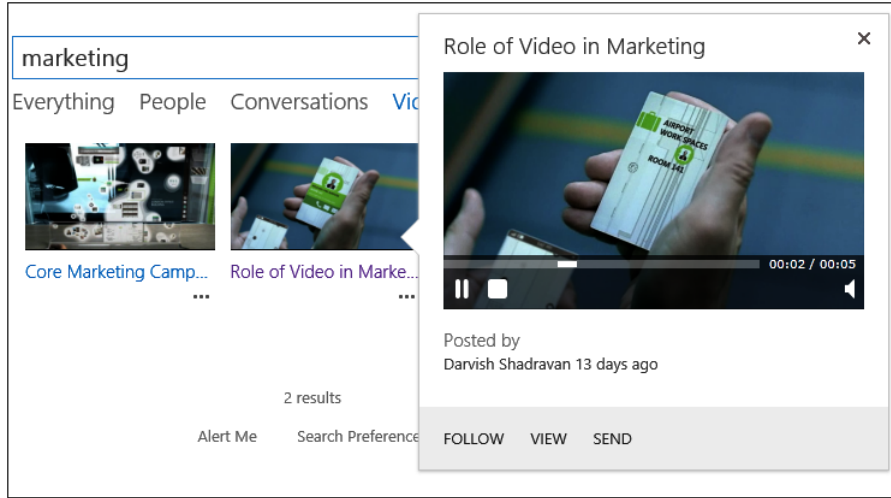 marketing
Everything People Conversations Vid
Core Marketing Camp...
Role of Video in Marke...
2 results
Alert Me Search Preference
Role of Video in Marketing
AIRPORT
WORK SPACES
ROOM 141
00:02 / 00:05
Posted by
Darvish Shadravan 13 days ago
FOLLOW VIEW SEND